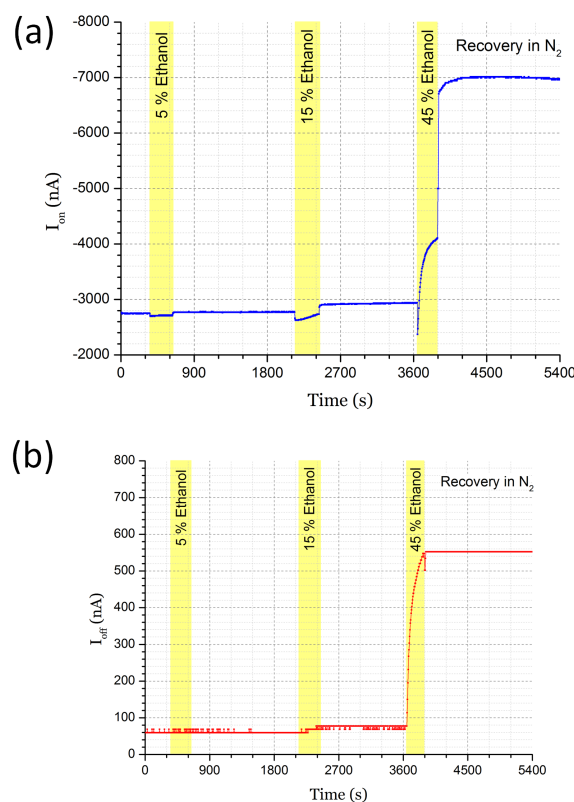 (a)
-8000
-7000
-6000
-5000
-4000
-3000
-2000
I_on (nA)
5 % Ethanol
15 % Ethanol
45 % Ethanol
Recovery in N₂
0 900 1800 2700 3600 4500 5400
Time (s)
(b)
800
700
600
500
400
300
200
100
0
I_off (nA)
5 % Ethanol
15 % Ethanol
45 % Ethanol
Recovery in N₂
0 900 1800 2700 3600 4500 5400
Time (s)